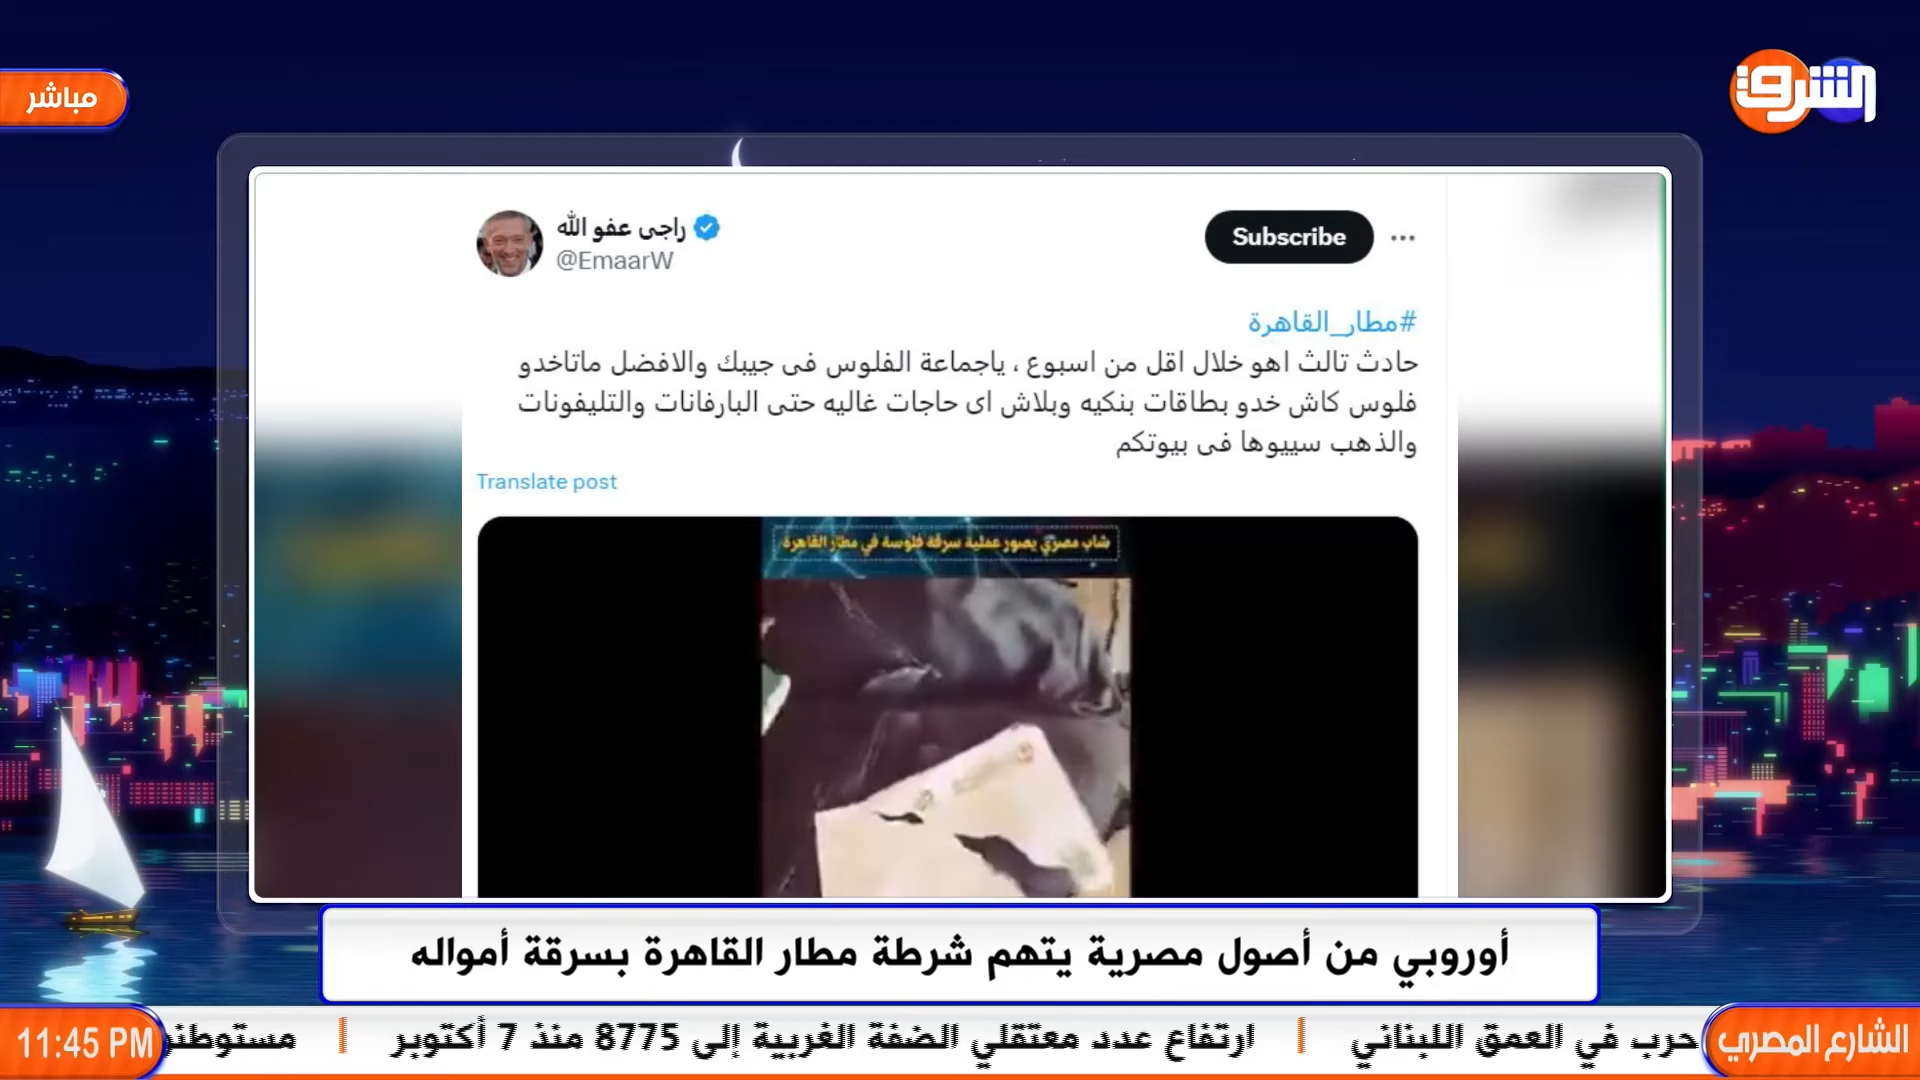 مباشر
الشرق
راجى عفو الله
@EmaarW
Subscribe
#مطار_القاهرة
حادث تالث اهو خلال اقل من اسبوع ، ياجماعة الفلوس فى جيبك والافضل ماتاخدو
فلوس كاش خدو بطاقات بنكيه وبلاش اى حاجات غاليه حتى البارفانات والتليفونات
والذهب سيبوها فى بيوتكم
Translate post
شاب مصري يصور عملية سرقة فلوسة في مطار القاهرة
أوروبي من أصول مصرية يتهم شرطة مطار القاهرة بسرقة أمواله
الشارع المصري
حرب في العمق اللبناني | ارتفاع عدد معتقلي الضفة الغربية إلى 8775 منذ 7 أكتوبر |
11:45 PM